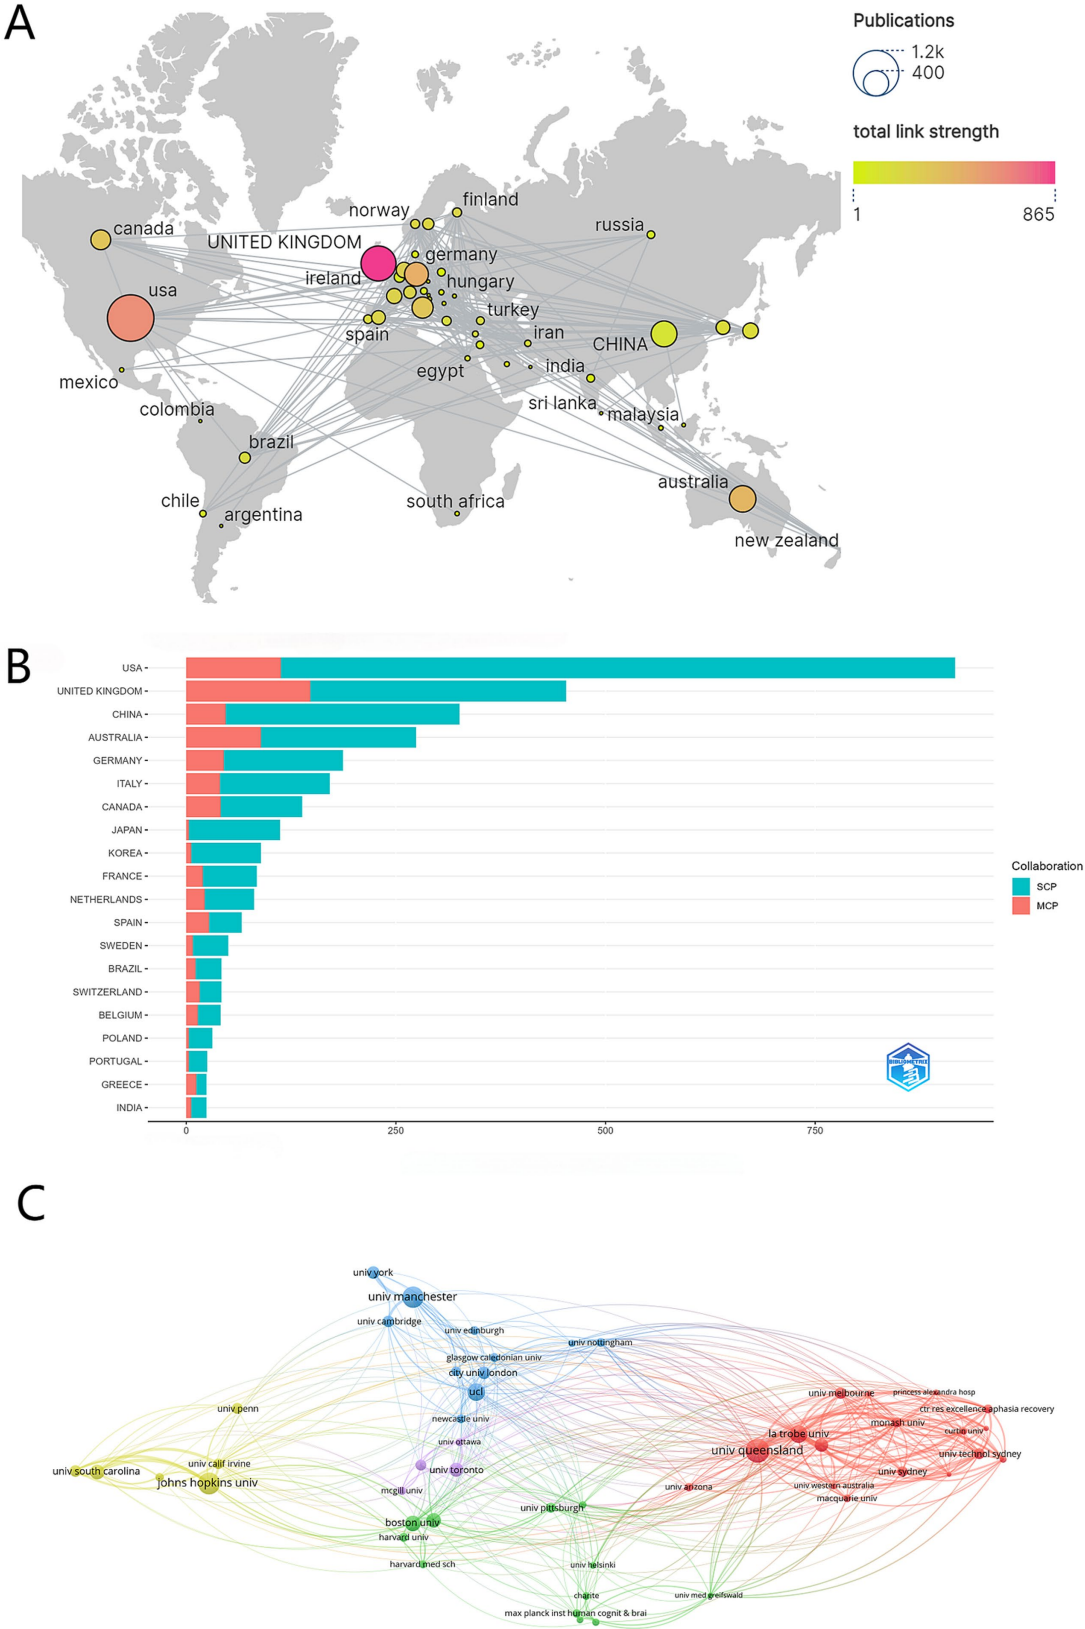 A
Publications
1.2k
400
total link strength
1
865
norway
finland
canada
russia
UNITED KINGDOM
germany
ireland
hungary
usa
turkey
spain
iran
CHINA
egypt
india
mexico
sri lanka
malaysia
colombia
brazil
australia
chile
south africa
argentina
new zealand
B
USA
UNITED KINGDOM
CHINA
AUSTRALIA
GERMANY
ITALY
CANADA
JAPAN
KOREA
FRANCE
NETHERLANDS
SPAIN
SWEDEN
BRAZIL
SWITZERLAND
BELGIUM
POLAND
PORTUGAL
GREECE
INDIA
0
250
500
750
Collaboration
SCP
MCP
BIBLIOMETRIX
C
univ york
univ manchester
univ cambridge
univ edinburgh
univ nottingham
glasgow caledonian univ
city univ london
ucl
univ melbourne
princess alexandra hosp
univ penn
ctr res excellence aphasia recovery
newcastle univ
monash univ
curtin univ
la trobe univ
univ ottawa
univ queensland
univ technol sydney
univ calif irvine
univ south carolina
univ toronto
univ sydney
johns hopkins univ
univ arizona
univ western australia
mcgill univ
macquarie univ
univ pittsburgh
boston univ
harvard univ
harvard med sch
univ helsinki
charite
univ med greifswald
max planck inst human cognit & brai